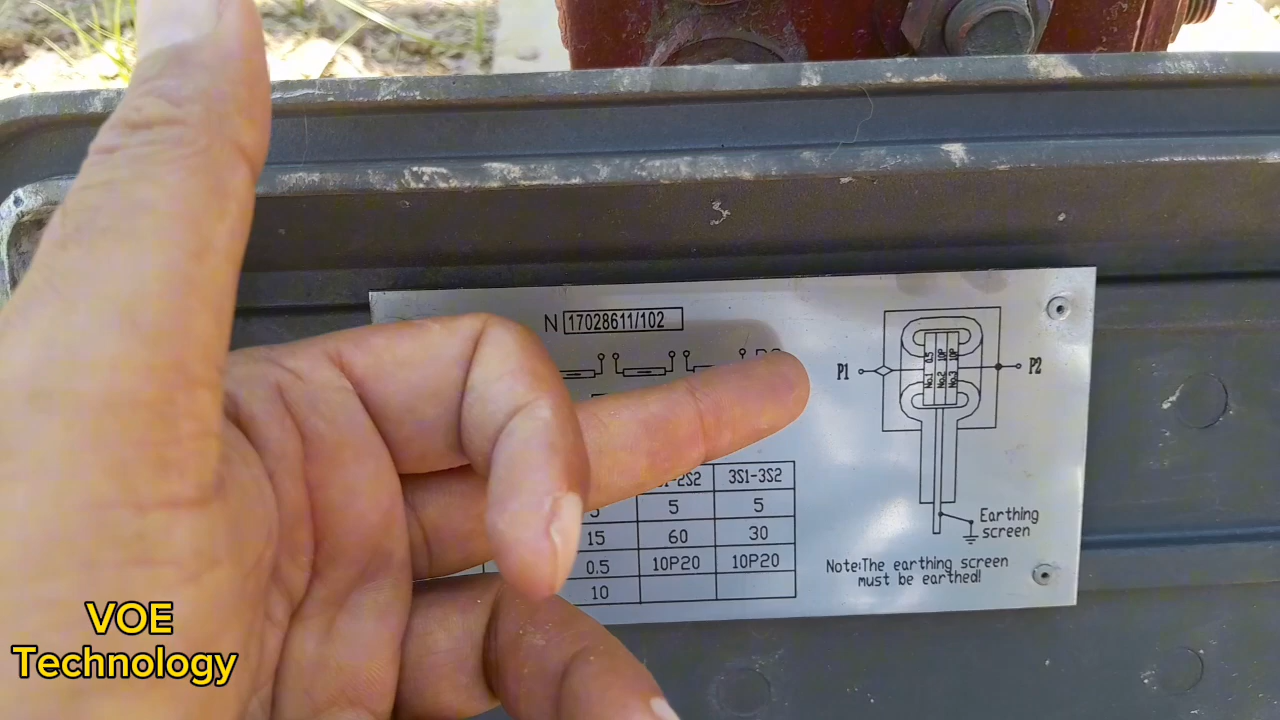 N 17028611/102
P1
P2
0.5 10P 10P
No.1 No.2 No.3
3S1-3S2
5 5 5
15 60 30
0.5 10P20 10P20
10
Earthing
screen
Note:The earthing screen
must be earthed!
VOE
Technology